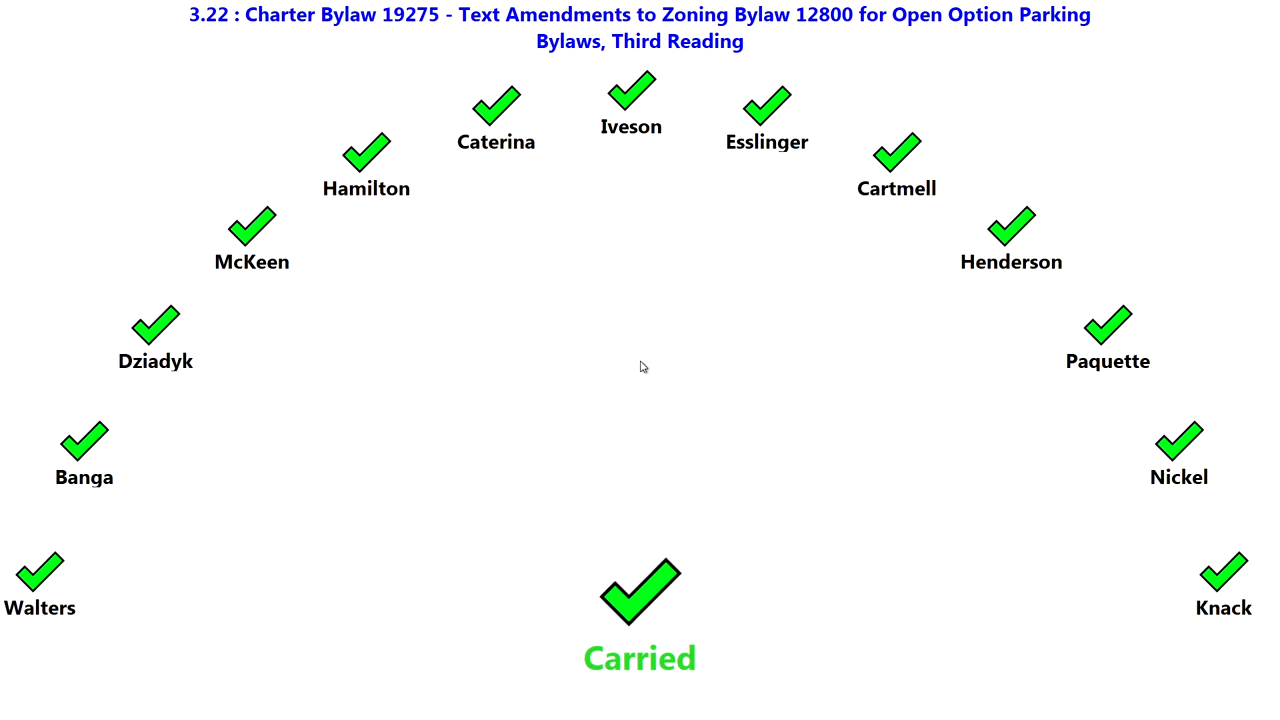 3.22 : Charter Bylaw 19275 - Text Amendments to Zoning Bylaw 12800 for Open Option Parking
Bylaws, Third Reading
Iveson
Caterina
Esslinger
Hamilton
Cartmell
McKeen
Henderson
Dziadyk
Paquette
Banga
Nickel
Walters
Knack
Carried